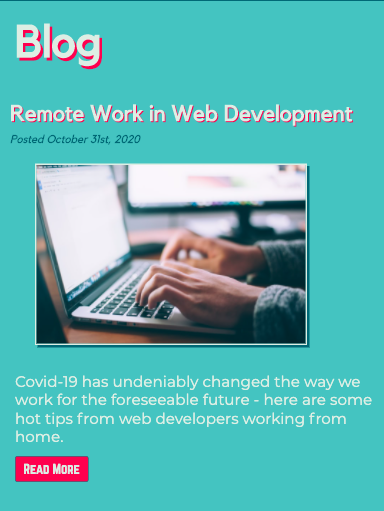 Blog
Remote Work in Web Development
Posted October 31st, 2020
Covid-19 has undeniably changed the way we
work for the foreseeable future - here are some
hot tips from web developers working from
home.
Read More